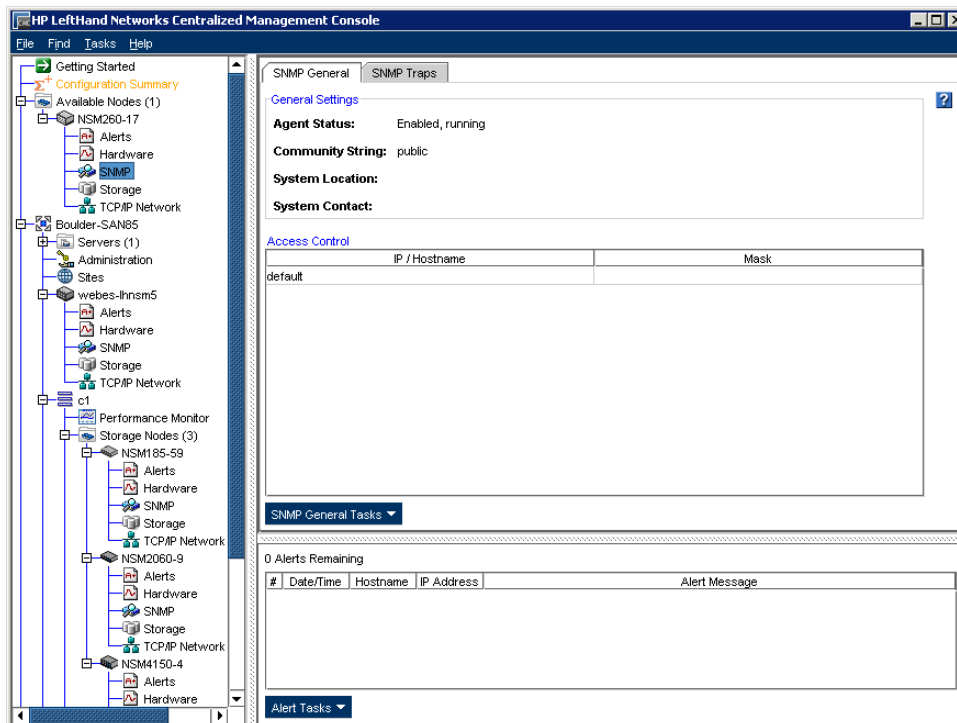 HP LeftHand Networks Centralized Management Console
File Find Tasks Help
Getting Started
Configuration Summary
Available Nodes (1)
NSM260-17
Alerts
Hardware
SNMP
Storage
TCP/IP Network
Boulder-SAN85
Servers (1)
Administration
Sites
webes-lhnsm5
Alerts
Hardware
SNMP
Storage
TCP/IP Network
c1
Performance Monitor
Storage Nodes (3)
NSM185-59
Alerts
Hardware
SNMP
Storage
TCP/IP Network
NSM2060-9
Alerts
Hardware
SNMP
Storage
TCP/IP Network
NSM4150-4
Alerts
Hardware
SNMP General SNMP Traps
General Settings
Agent Status: Enabled, running
Community String: public
System Location:
System Contact:
Access Control
IP / Hostname Mask
default
SNMP General Tasks
0 Alerts Remaining
# Date/Time Hostname IP Address Alert Message
Alert Tasks